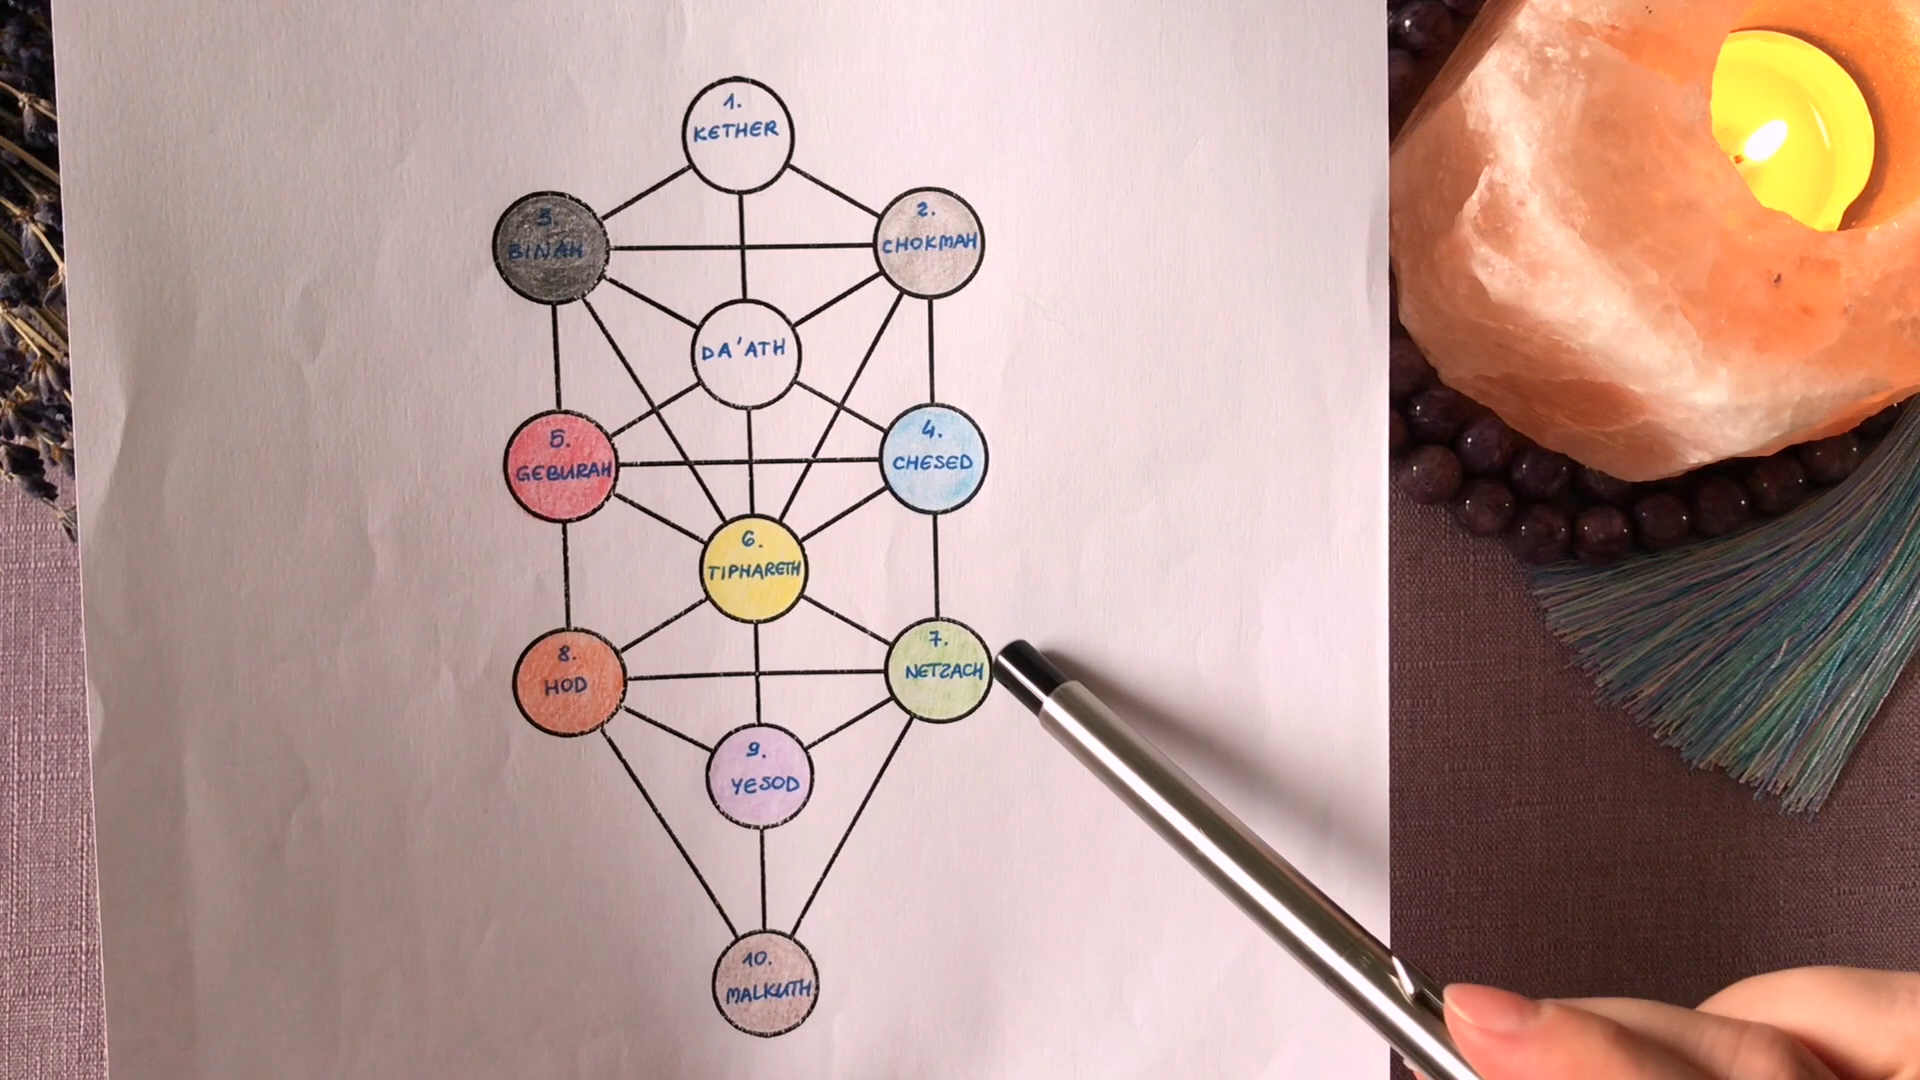 1.
KETHER
3.
BINAH
2.
CHOKMAH
DA'ATH
5.
GEBURAH
4.
CHESED
6.
TIPHARETH
8.
HOD
7.
NETZACH
9.
YESOD
10.
MALKUTH